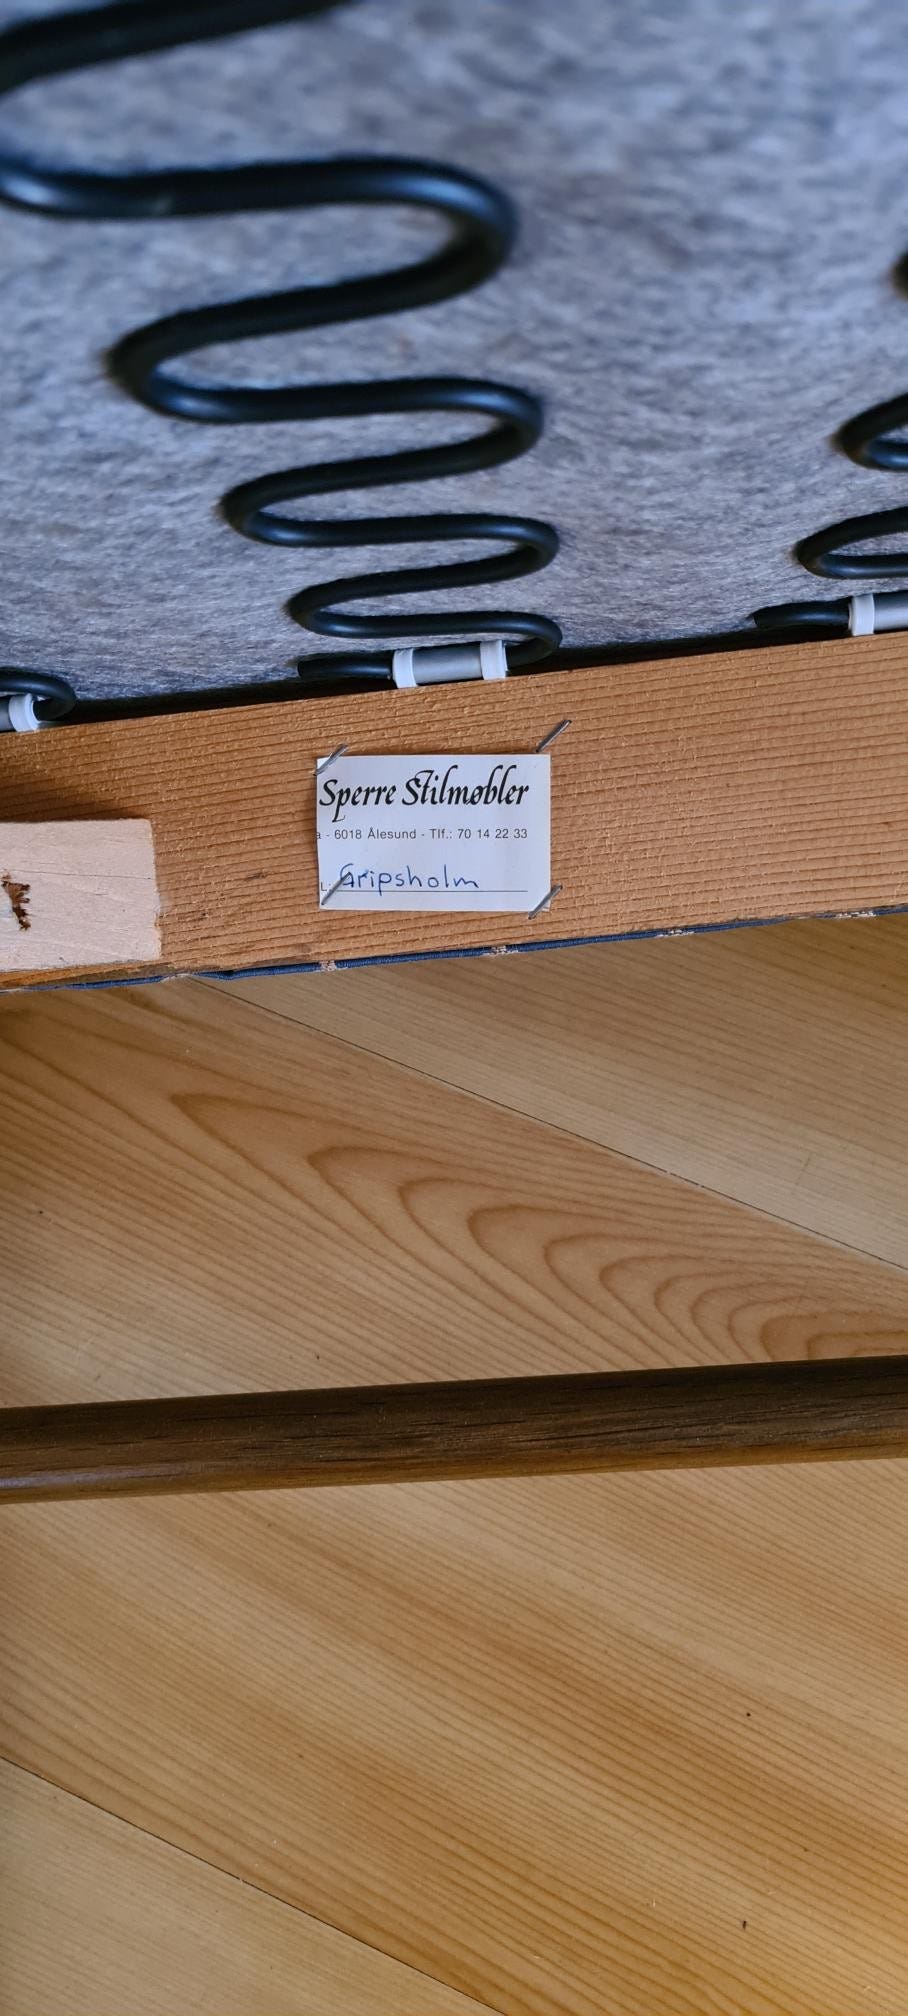 Sperre Stilmøbler
a - 6018 Ålesund - Tlf.: 70 14 22 33
L: Gripsholm